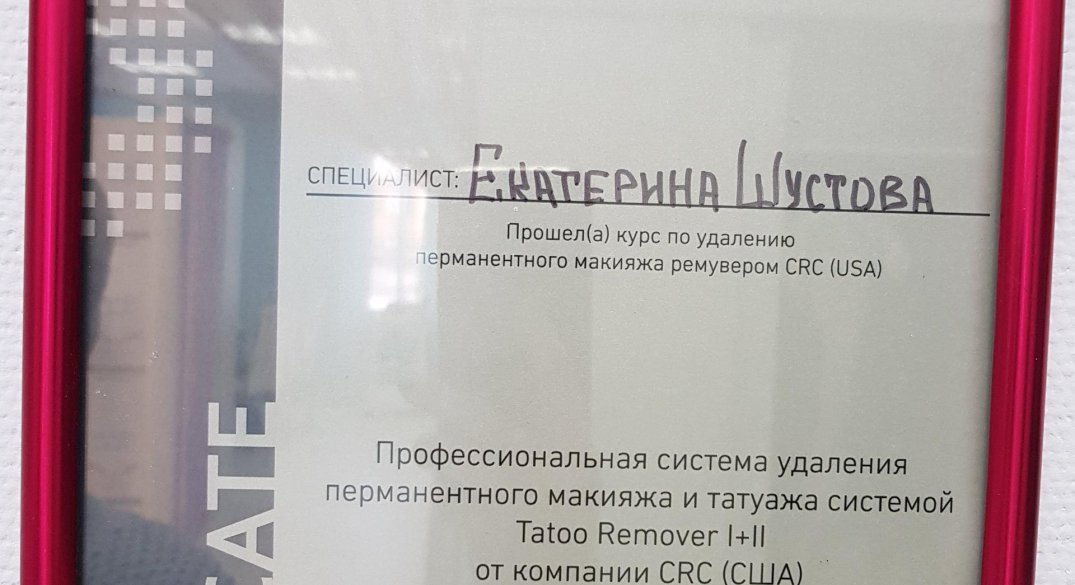 СПЕЦИАЛИСТ: ЕКАТЕРИНА ШУСТОВА
Прошел(а) курс по удалению
перманентного макияжа ремувером CRC (USA)
Профессиональная система удаления
перманентного макияжа и татуажа системой
Tatoo Remover I+II
от компании CRC (США)
CATE